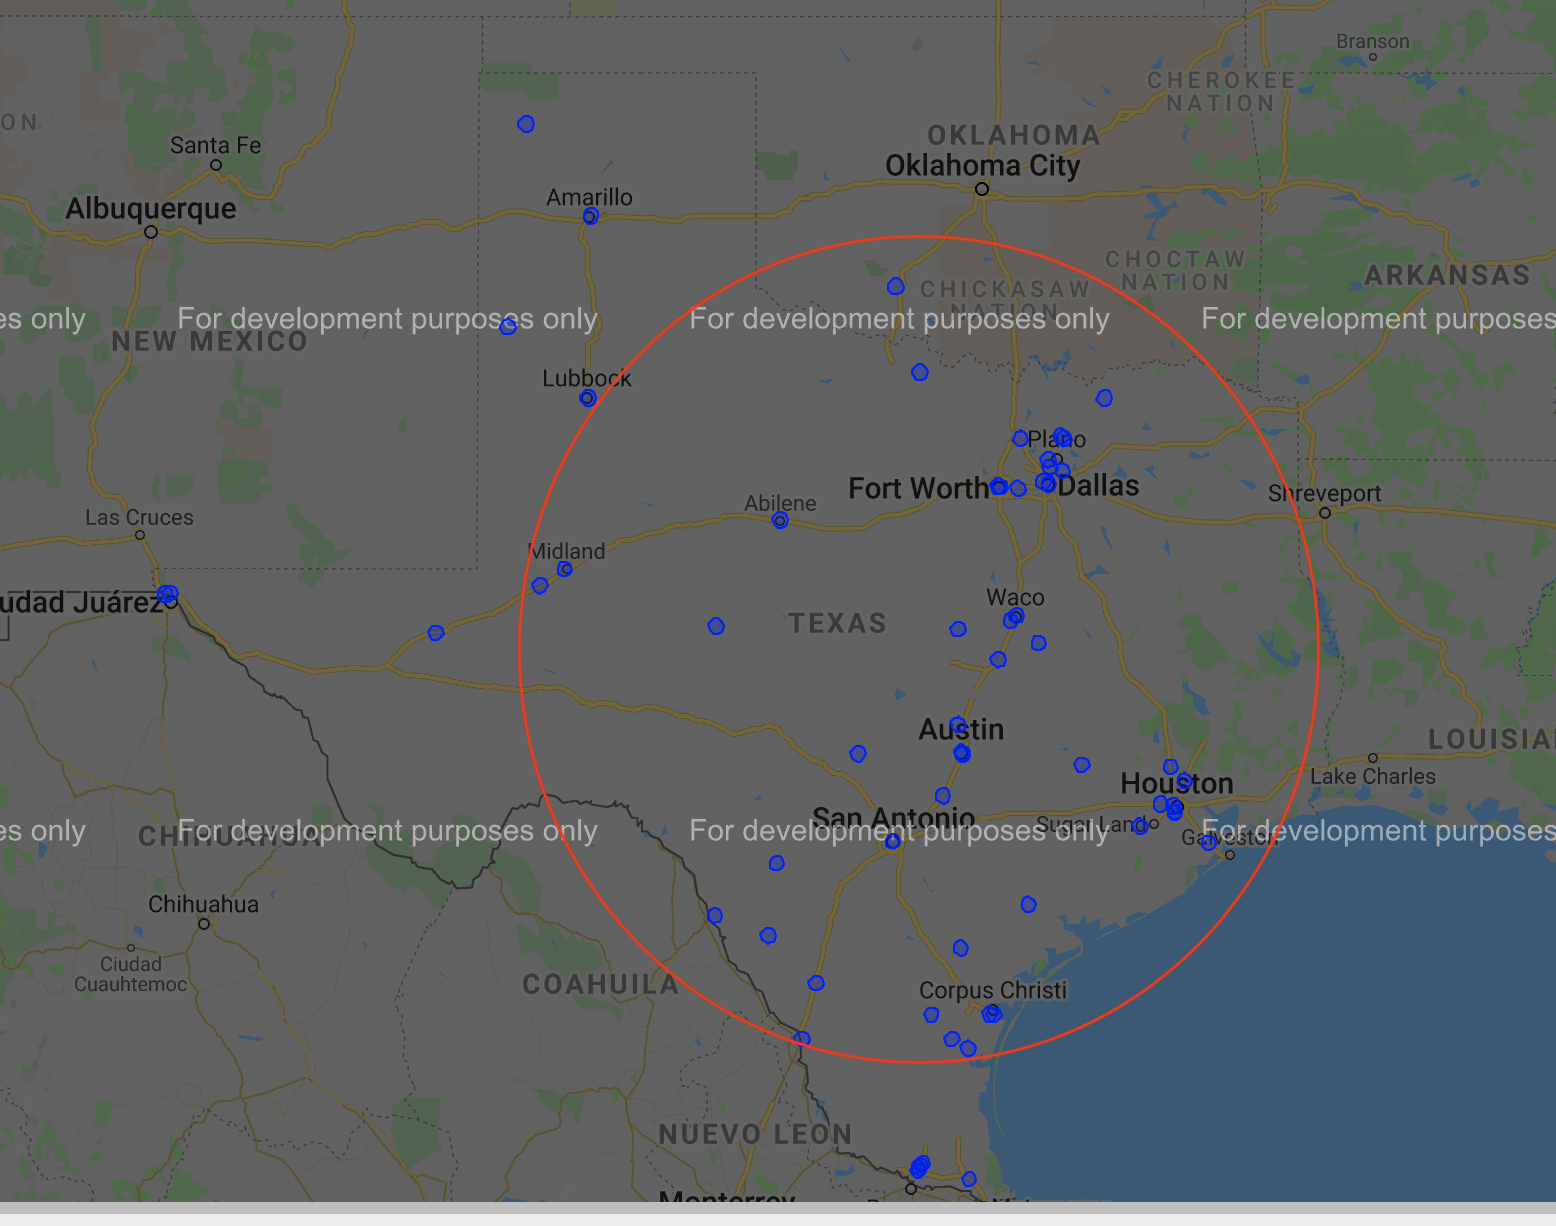 Branson
CHEROKEE
NATION
ON
OKLAHOMA
Santa Fe
Oklahoma City
Amarillo
Albuquerque
CHOCTAW
NATION
ARKANSAS
CHICKASAW
NATION
es only
For development purposes only
For development purposes only
For development purposes
NEW MEXICO
Lubbock
Plano
Fort Worth
Dallas
Shreveport
Abilene
Las Cruces
Midland
Waco
udad Juárez
TEXAS
Austin
LOUISIA
Lake Charles
Houston
San Antonio
Sugar Land
es only
For development purposes only
For development purposes only
For development purposes
CHIHUAHUA
Galveston
Chihuahua
Ciudad
Cuauhtemoc
COAHUILA
Corpus Christi
NUEVO LEON
Monterrey